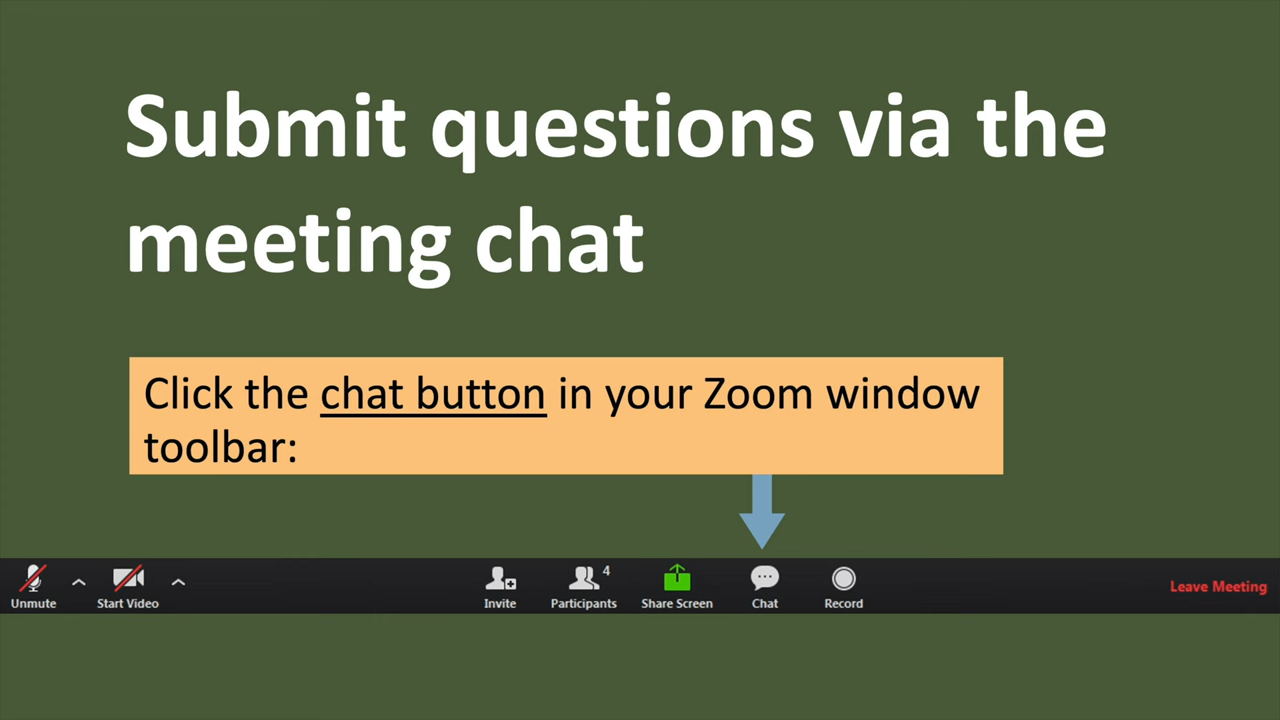 Submit questions via the
meeting chat
Click the chat button in your Zoom window
toolbar:
4
Unmute Start Video Invite Participants Share Screen Chat Record Leave Meeting